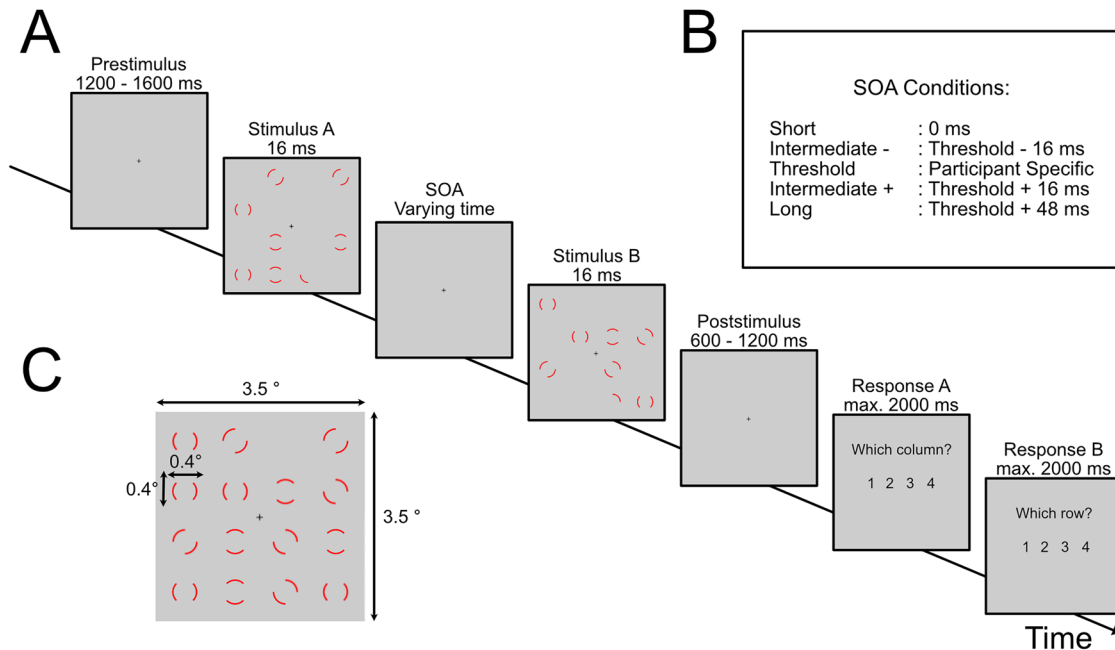 A
Prestimulus
1200 - 1600 ms
Stimulus A
16 ms
SOA
Varying time
Stimulus B
16 ms
Poststimulus
600 - 1200 ms
Response A
max. 2000 ms
Which column?
1 2 3 4
Response B
max. 2000 ms
Which row?
1 2 3 4
Time
B
SOA Conditions:
Short : 0 ms
Intermediate - : Threshold - 16 ms
Threshold : Participant Specific
Intermediate + : Threshold + 16 ms
Long : Threshold + 48 ms
C
3.5 °
0.4°
0.4°
3.5 °